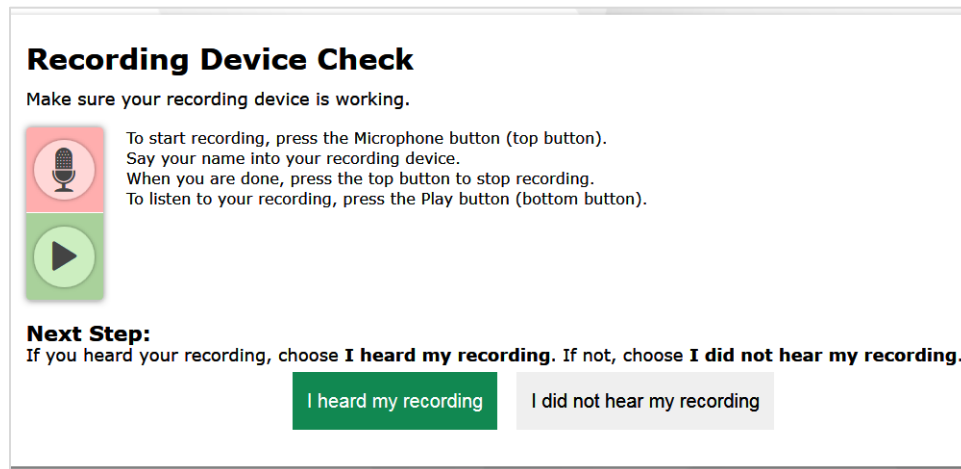 Recording Device Check
Make sure your recording device is working.
To start recording, press the Microphone button (top button).
Say your name into your recording device.
When you are done, press the top button to stop recording.
To listen to your recording, press the Play button (bottom button).
Next Step:
If you heard your recording, choose I heard my recording. If not, choose I did not hear my recording.
I heard my recording
I did not hear my recording